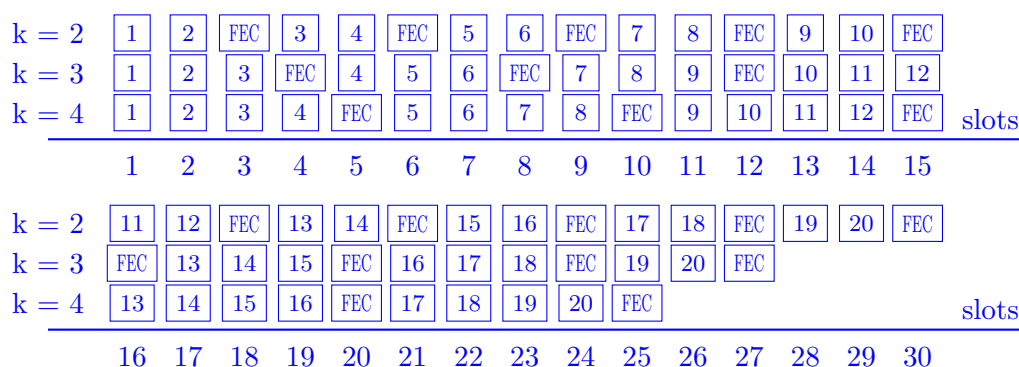 k = 2 1 2 FEC 3 4 FEC 5 6 FEC 7 8 FEC 9 10 FEC
k = 3 1 2 3 FEC 4 5 6 FEC 7 8 9 FEC 10 11 12
k = 4 1 2 3 4 FEC 5 6 7 8 FEC 9 10 11 12 FEC slots
1 2 3 4 5 6 7 8 9 10 11 12 13 14 15
k = 2 11 12 FEC 13 14 FEC 15 16 FEC 17 18 FEC 19 20 FEC
k = 3 FEC 13 14 15 FEC 16 17 18 FEC 19 20 FEC
k = 4 13 14 15 16 FEC 17 18 19 20 FEC slots
16 17 18 19 20 21 22 23 24 25 26 27 28 29 30